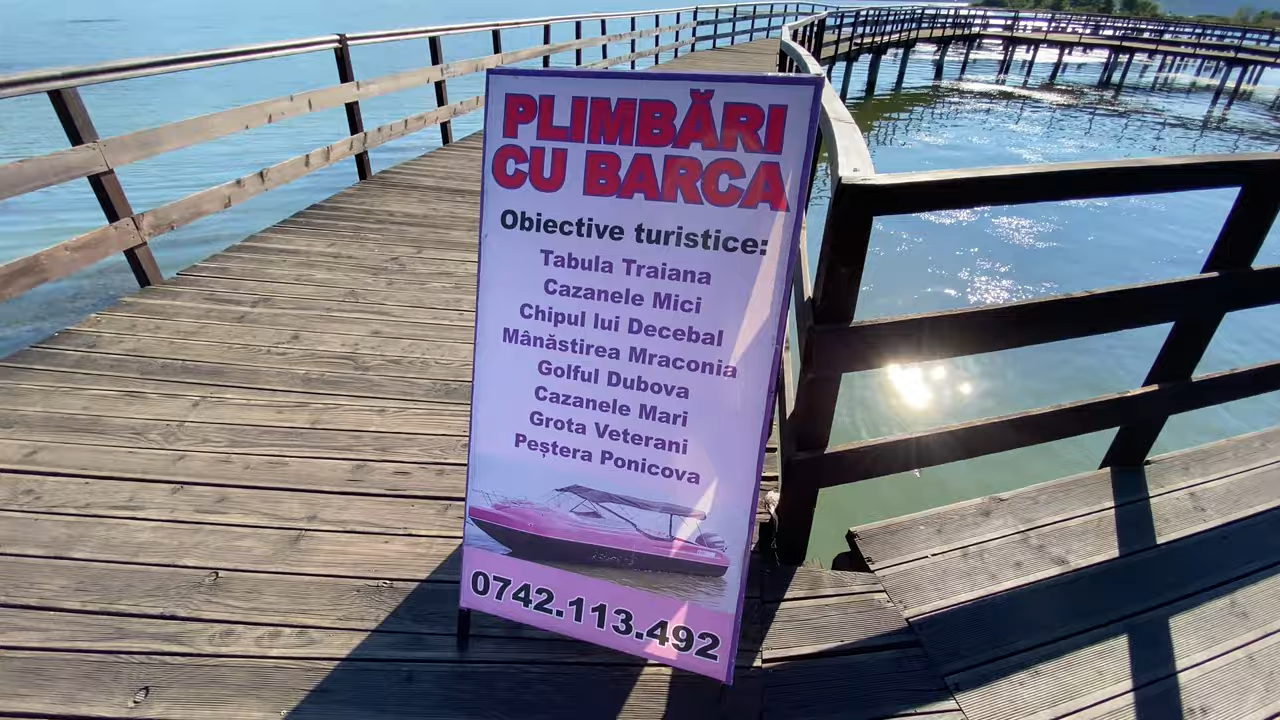 PLIMBĂRI
CU BARCA
Obiective turistice:
Tabula Traiana
Cazanele Mici
Chipul lui Decebal
Mânăstirea Mraconia
Golful Dubova
Cazanele Mari
Grota Veterani
Peștera Ponicova
0742.113.492